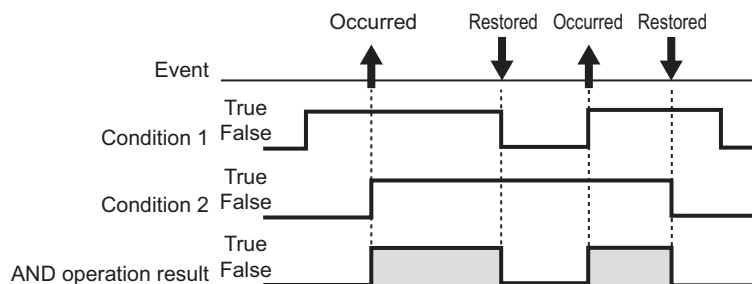 Occurred Restored Occurred Restored
Event
True
False
Condition 1
True
False
Condition 2
True
False
AND operation result